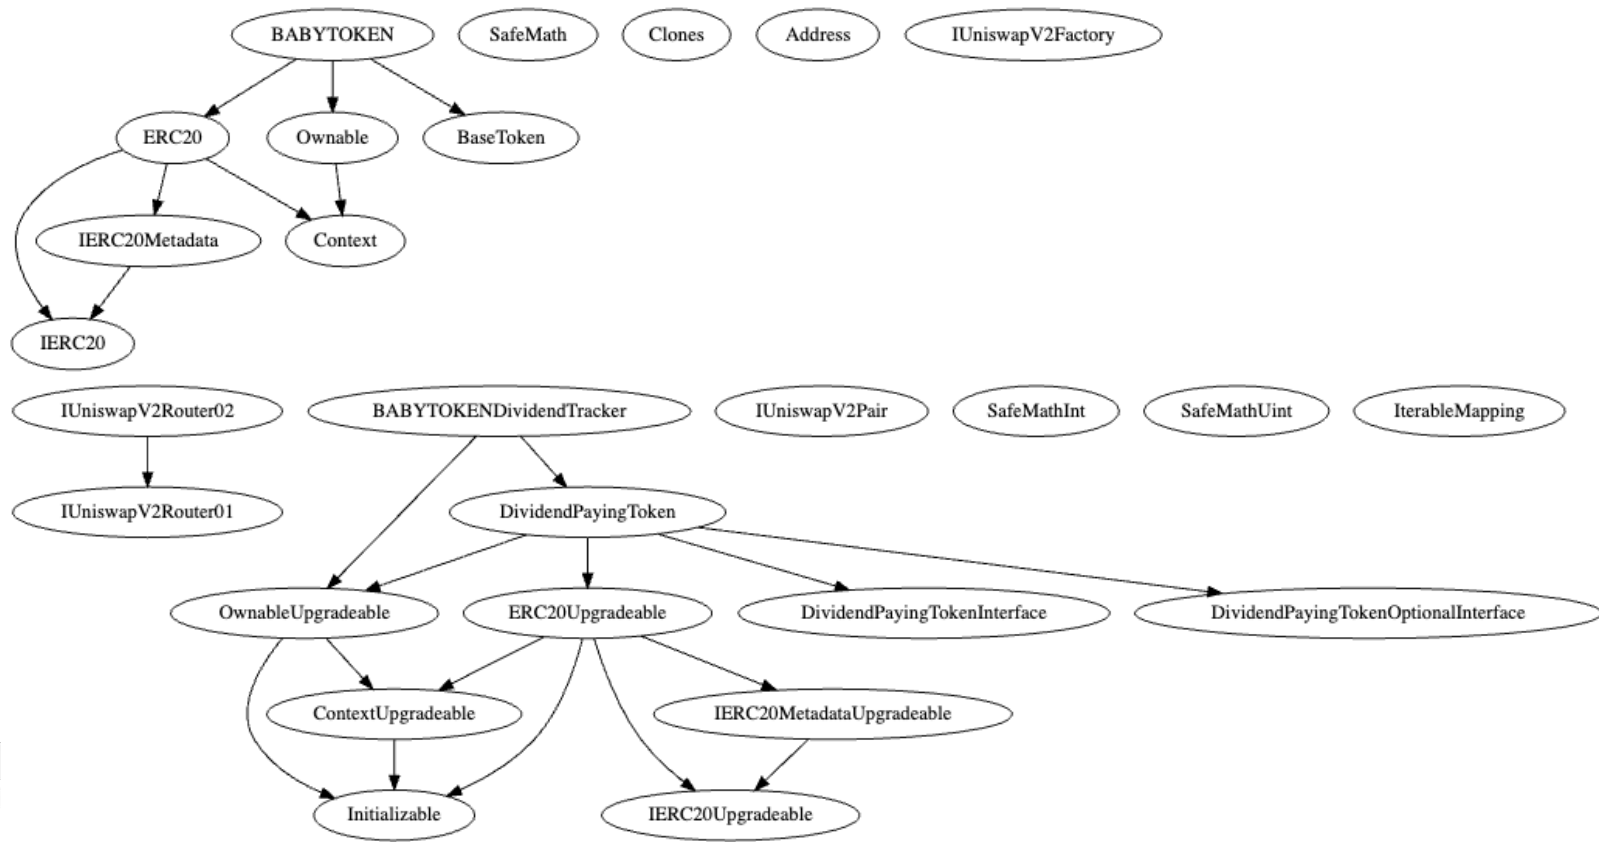 BABYTOKEN
SafeMath
Clones
Address
IUniswapV2Factory
ERC20
Ownable
BaseToken
IERC20Metadata
Context
IERC20
IUniswapV2Router02
BABYTOKENDividendTracker
IUniswapV2Pair
SafeMathInt
SafeMathUint
IterableMapping
IUniswapV2Router01
DividendPayingToken
OwnableUpgradeable
ERC20Upgradeable
DividendPayingTokenInterface
DividendPayingTokenOptionalInterface
ContextUpgradeable
IERC20MetadataUpgradeable
Initializable
IERC20Upgradeable